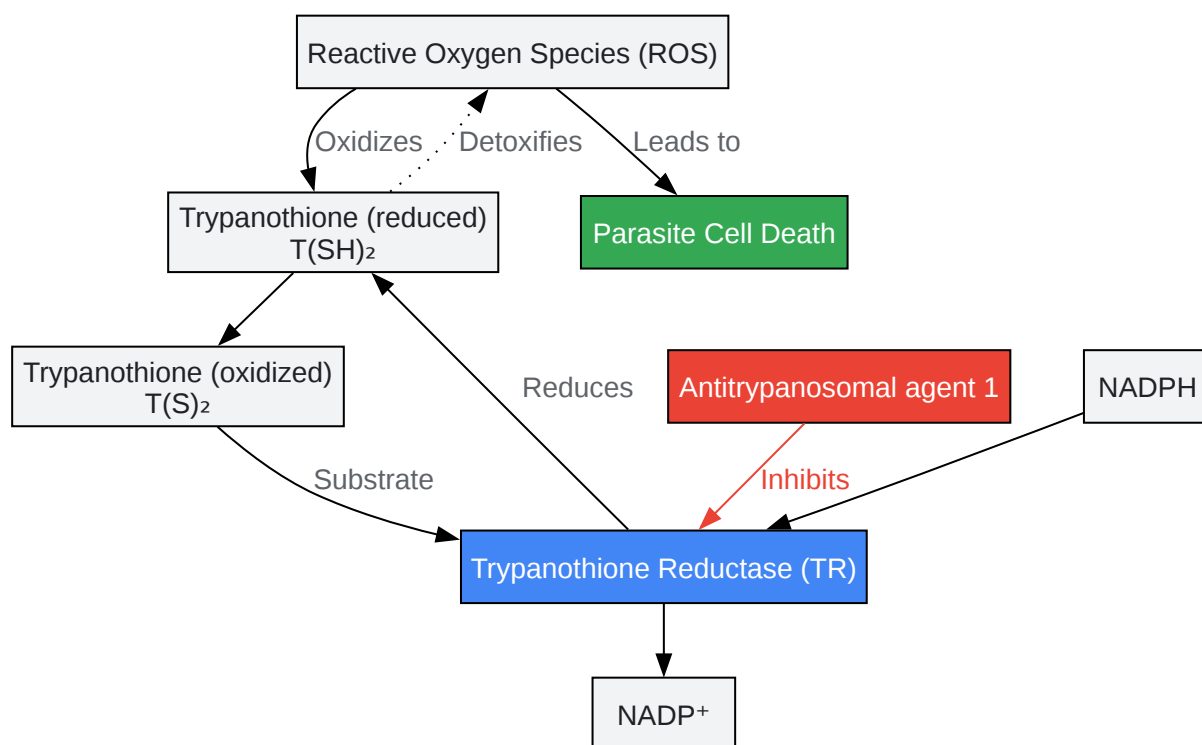 Reactive Oxygen Species (ROS)
Oxidizes
Detoxifies
Leads to
Trypanothione (reduced)
T(SH)₂
Parasite Cell Death
Trypanothione (oxidized)
T(S)₂
Reduces
Antitrypanosomal agent 1
NADPH
Substrate
Inhibits
Trypanothione Reductase (TR)
NADP⁺